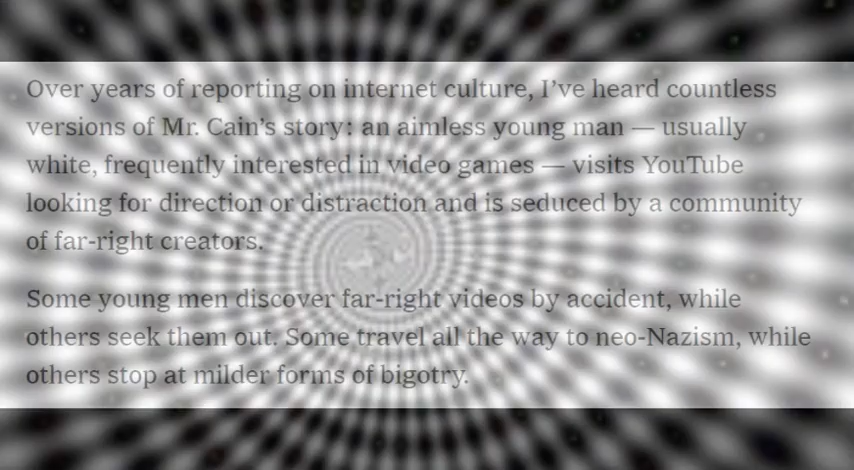 Over years of reporting on internet culture, I’ve heard countless
versions of Mr. Cain’s story: an aimless young man — usually
white, frequently interested in video games — visits YouTube
looking for direction or distraction and is seduced by a community
of far-right creators.
Some young men discover far-right videos by accident, while
others seek them out. Some travel all the way to neo-Nazism, while
others stop at milder forms of bigotry.